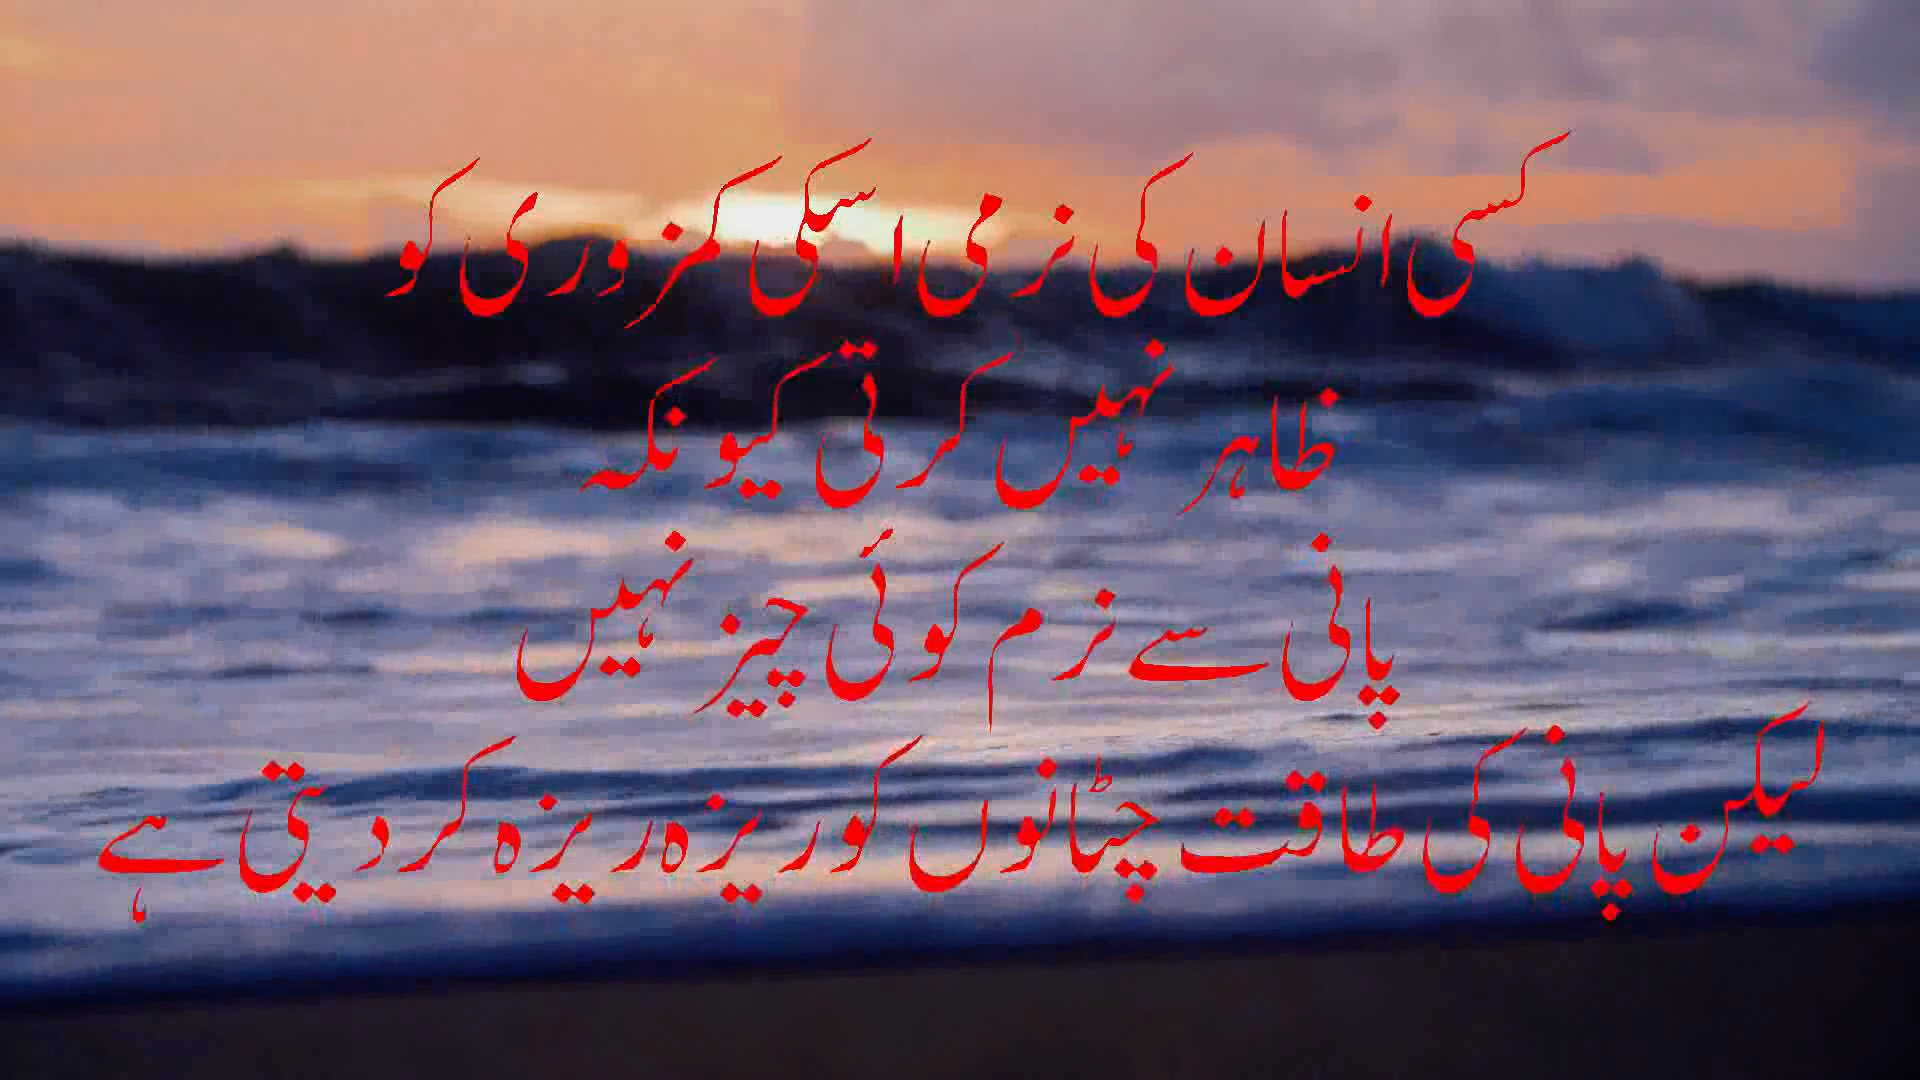 کسی انسان کی نرمی اسکی کمزوری کو
ظاہر نہیں کرتی کیونکہ
پانی سے نرم کوئی چیز نہیں
لیکن پانی کی طاقت چٹانوں کو ریزہ ریزہ کر دیتی ہے